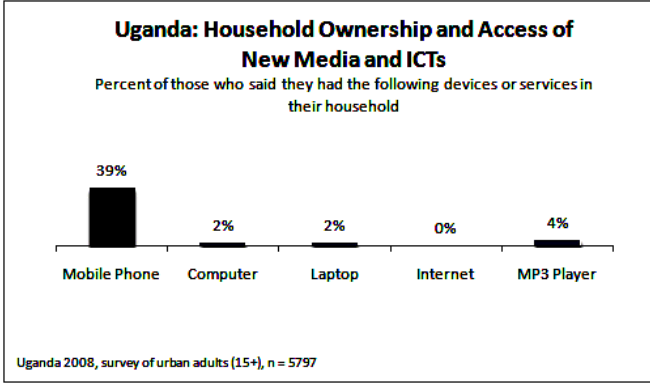 Uganda: Household Ownership and Access of
New Media and ICTs
Percent of those who said they had the following devices or services in
their household
39%
2%
2%
0%
4%
Mobile Phone
Computer
Laptop
Internet
MP3 Player
Uganda 2008, survey of urban adults (15+), n = 5797